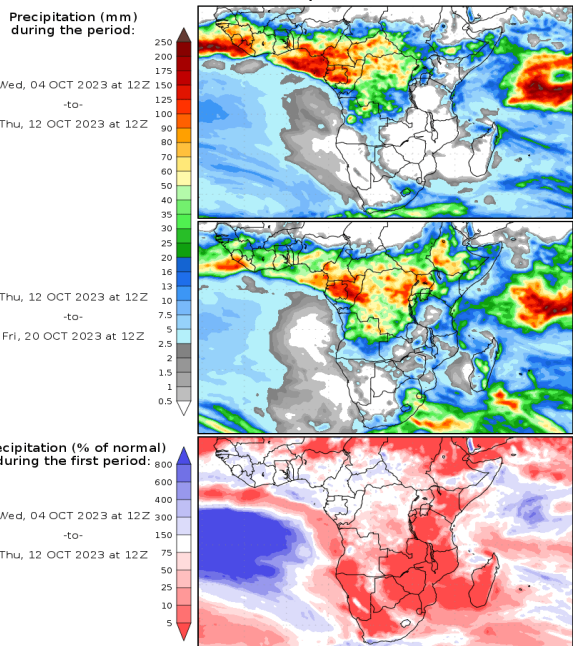 Precipitation (mm)
during the period:
Wed, 04 OCT 2023 at 12Z
-to-
Thu, 12 OCT 2023 at 12Z
250
200
175
150
125
100
90
80
70
60
50
40
35
30
25
20
16
13
10
7.5
5
2.5
2
1.5
1
0.5
Thu, 12 OCT 2023 at 12Z
-to-
Fri, 20 OCT 2023 at 12Z
ecipitation (% of normal)
during the first period:
Wed, 04 OCT 2023 at 12Z
-to-
Thu, 12 OCT 2023 at 12Z
800
600
400
300
150
75
50
25
10
5